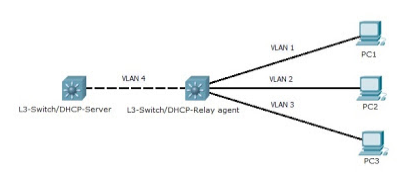 VLAN 1
PC1
VLAN 4
VLAN 2
L3-Switch/DHCP-Server
L3-Switch/DHCP-Relay agent
PC2
VLAN 3
PC3